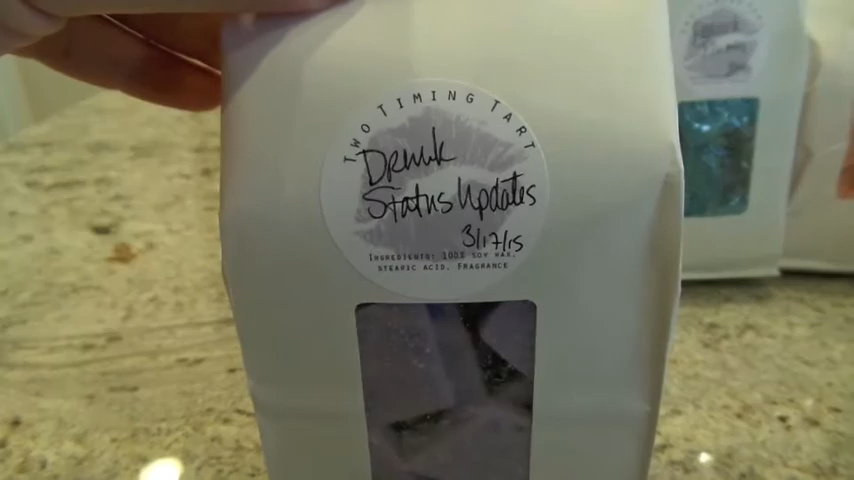 Two Timing Tart
Drunk
Status Updates
3/17/15
Ingredients: 100% soy wax,
stearic acid, Fragrance